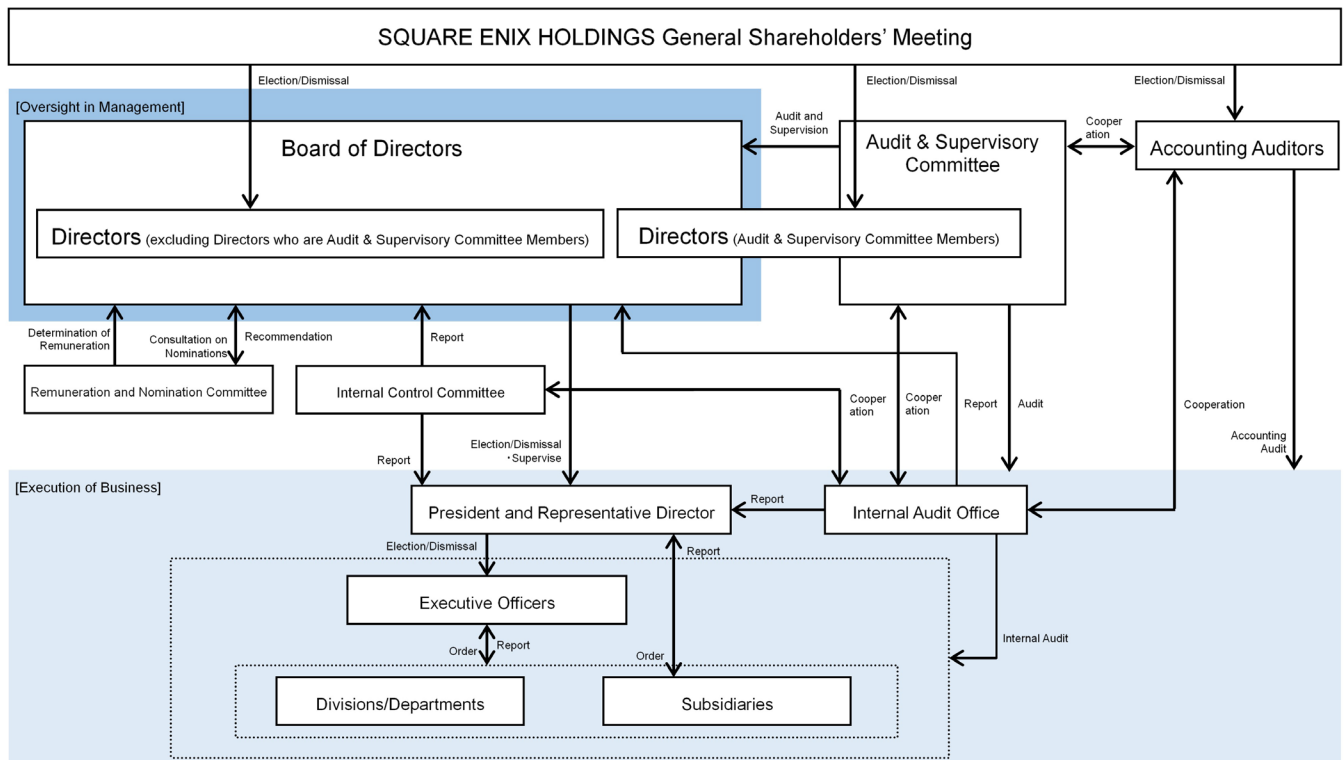 SQUARE ENIX HOLDINGS General Shareholders' Meeting
Election/Dismissal
Election/Dismissal
Election/Dismissal
[Oversight in Management]
Board of Directors
Audit and
Supervision
Audit & Supervisory
Committee
Cooper
ation
Accounting Auditors
Directors (excluding Directors who are Audit & Supervisory Committee Members)
Directors (Audit & Supervisory Committee Members)
Determination of
Remuneration
Consultation on
Nominations
Recommendation
Report
Remuneration and Nomination Committee
Internal Control Committee
Cooper
ation
Cooper
ation
Report
Audit
Cooperation
Accounting
Audit
Report
Election/Dismissal
・Supervise
[Execution of Business]
President and Representative Director
Report
Internal Audit Office
Election/Dismissal
Report
Executive Officers
Order
Report
Order
Internal Audit
Divisions/Departments
Subsidiaries